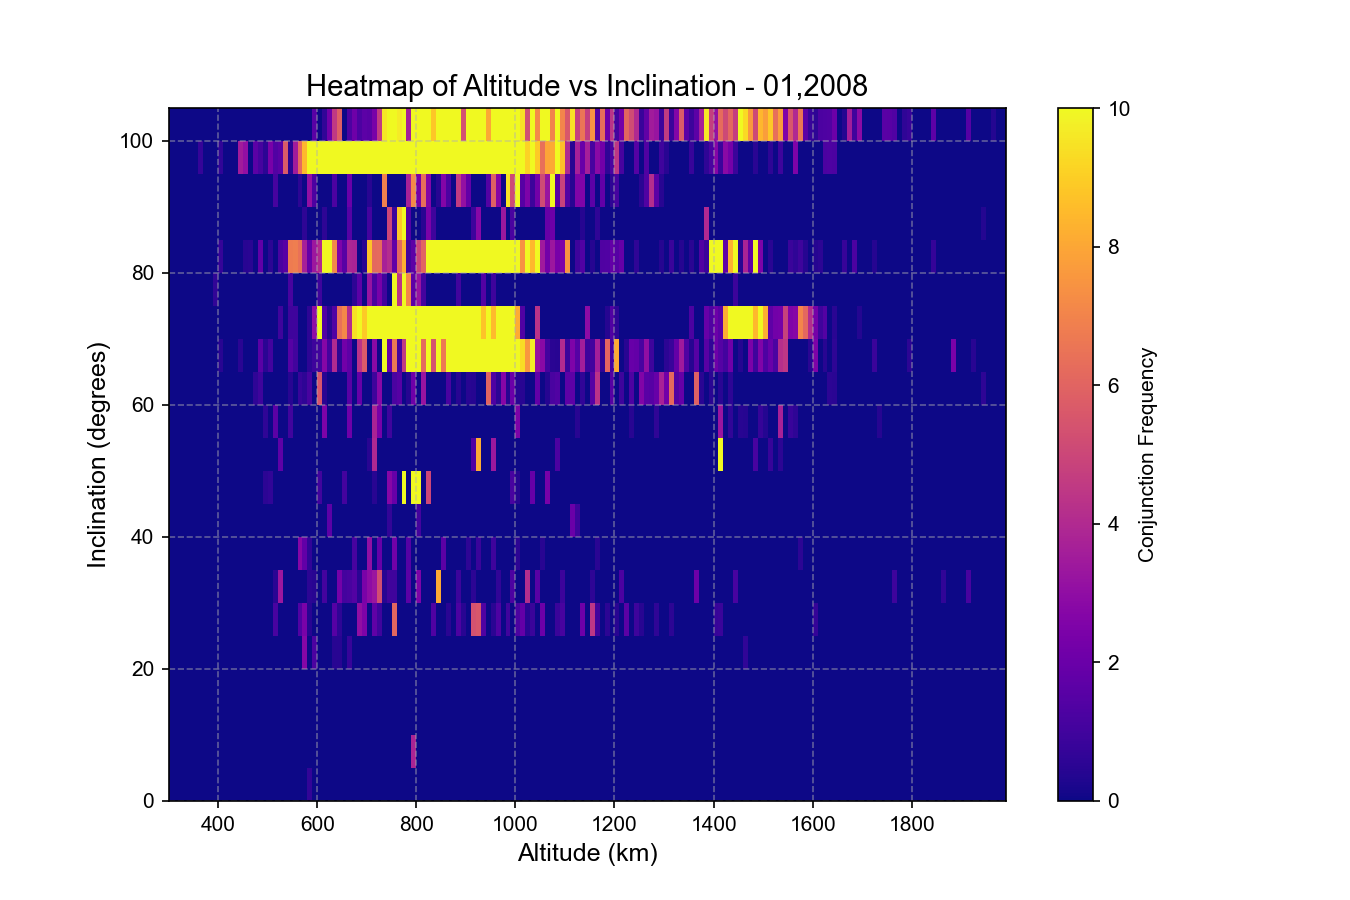 Heatmap of Altitude vs Inclination - 01,2008
Inclination (degrees)
100
80
60
40
20
0
400 600 800 1000 1200 1400 1600 1800
Altitude (km)
10
8
6
4
2
0
Conjunction Frequency